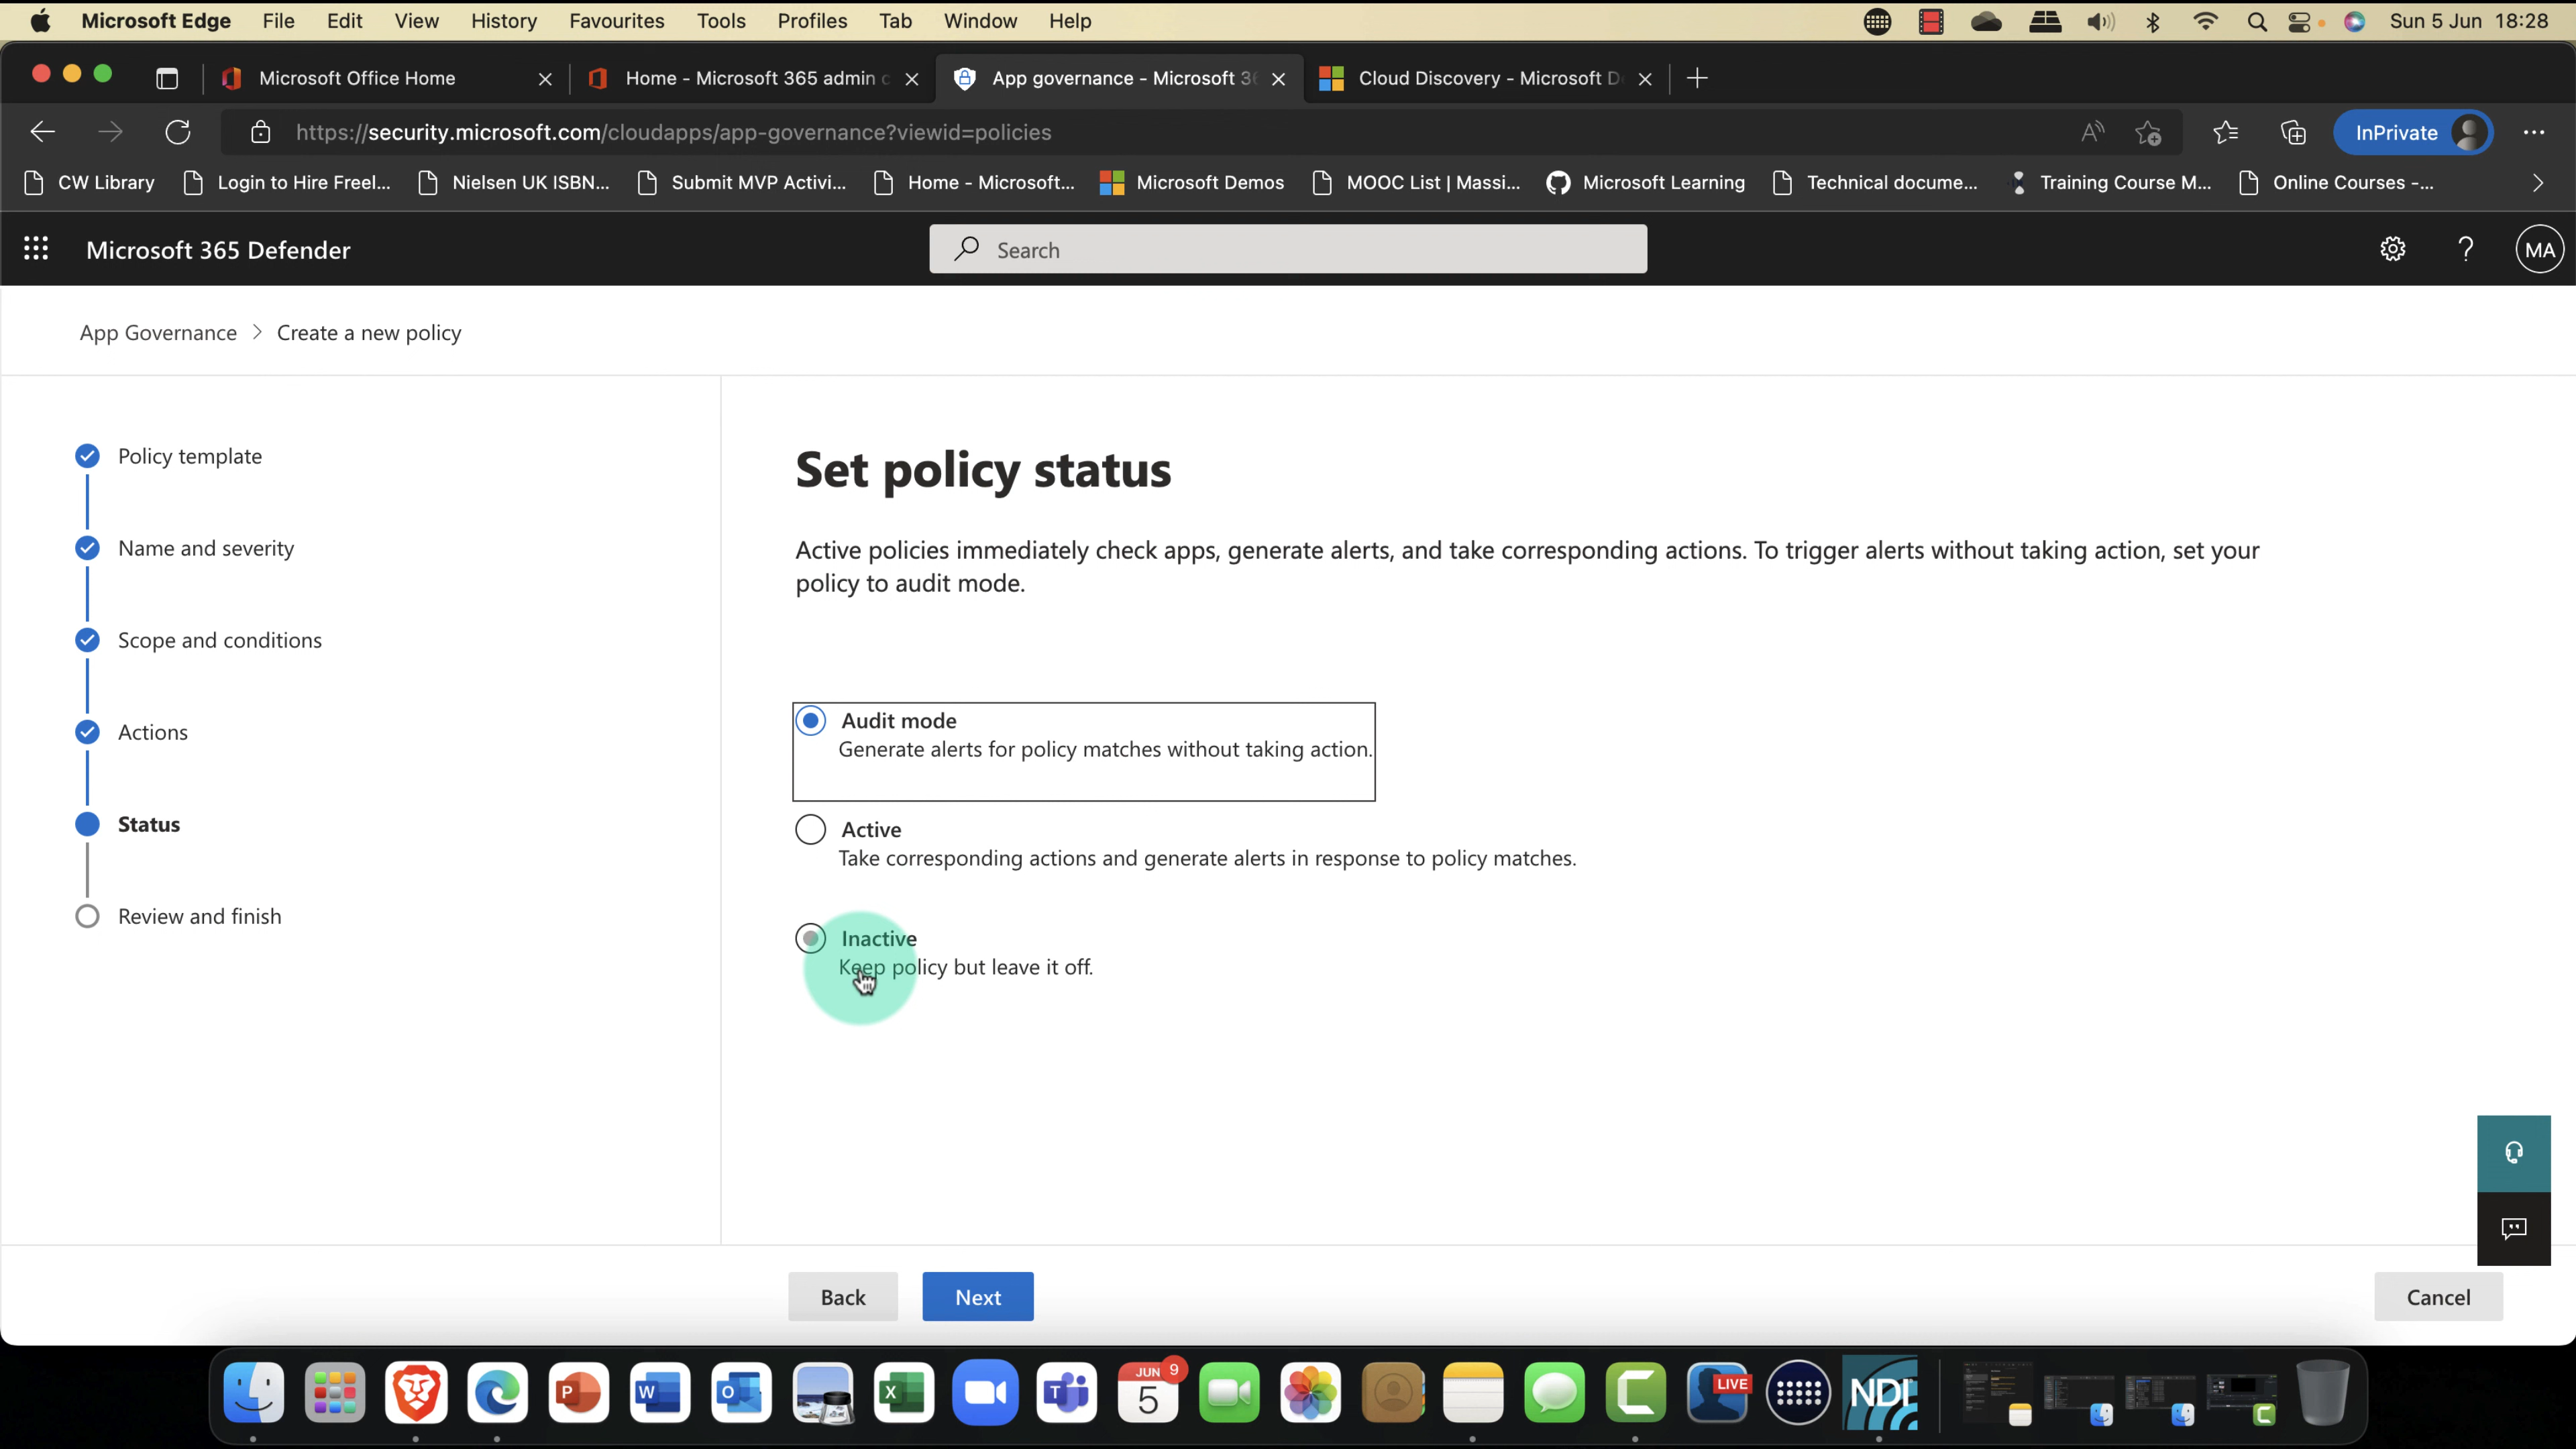 Microsoft Edge File Edit View History Favourites Tools Profiles Tab Window Help Sun 5 Jun 18:28
Microsoft Office Home Home - Microsoft 365 admin c App governance - Microsoft 36 Cloud Discovery - Microsoft D
https://security.microsoft.com/cloudapps/app-governance?viewid=policies InPrivate
CW Library Login to Hire Freel... Nielsen UK ISBN... Submit MVP Activi... Home - Microsoft... Microsoft Demos MOOC List | Massi... Microsoft Learning Technical docume... Training Course M... Online Courses -...
Microsoft 365 Defender Search MA
App Governance > Create a new policy
Policy template
Name and severity
Scope and conditions
Actions
Status
Review and finish
Set policy status
Active policies immediately check apps, generate alerts, and take corresponding actions. To trigger alerts without taking action, set your
policy to audit mode.
Audit mode
Generate alerts for policy matches without taking action.
Active
Take corresponding actions and generate alerts in response to policy matches.
Inactive
Keep policy but leave it off.
Back Next Cancel
JUN 9
5
LIVE
NDI